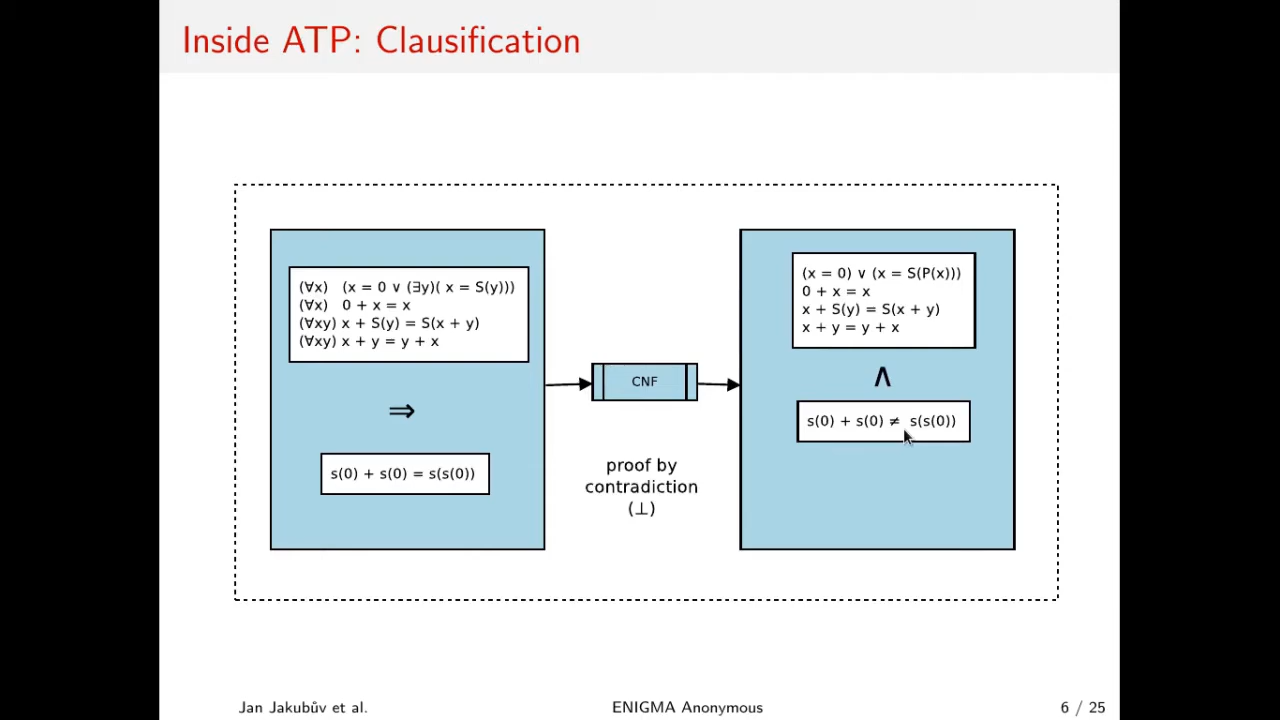 Inside ATP: Clausification
(∀x) (x = 0 ∨ (∃y)( x = S(y)))
(∀x) 0 + x = x
(∀xy) x + S(y) = S(x + y)
(∀xy) x + y = y + x
⇒
s(0) + s(0) = s(s(0))
CNF
proof by
contradiction
(⊥)
(x = 0) ∨ (x = S(P(x)))
0 + x = x
x + S(y) = S(x + y)
x + y = y + x
∧
s(0) + s(0) ≠ s(s(0))
Jan Jakubův et al.
ENIGMA Anonymous
6 / 25